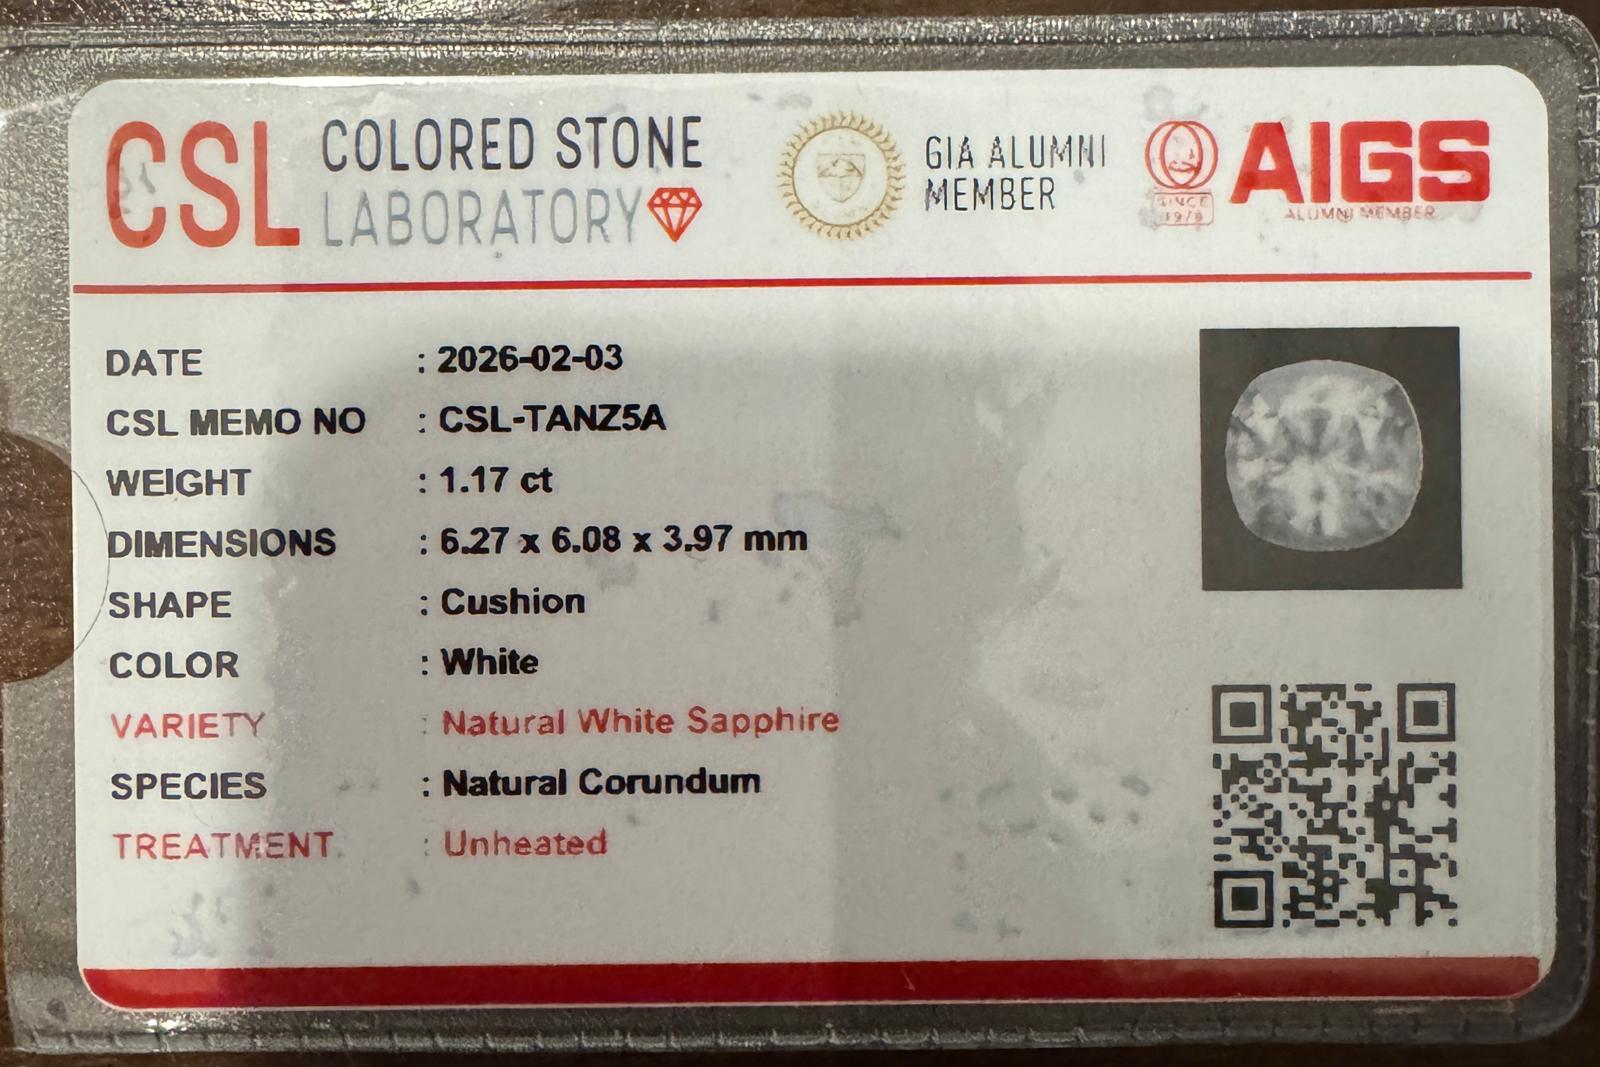 CSL COLORED STONE
LABORATORY
GIA ALUMNI
MEMBER
SINCE
1978
AIGS
ALUMNI MEMBER
DATE : 2026-02-03
CSL MEMO NO : CSL-TANZ5A
WEIGHT : 1.17 ct
DIMENSIONS : 6.27 x 6.08 x 3.97 mm
SHAPE : Cushion
COLOR : White
VARIETY : Natural White Sapphire
SPECIES : Natural Corundum
TREATMENT : Unheated